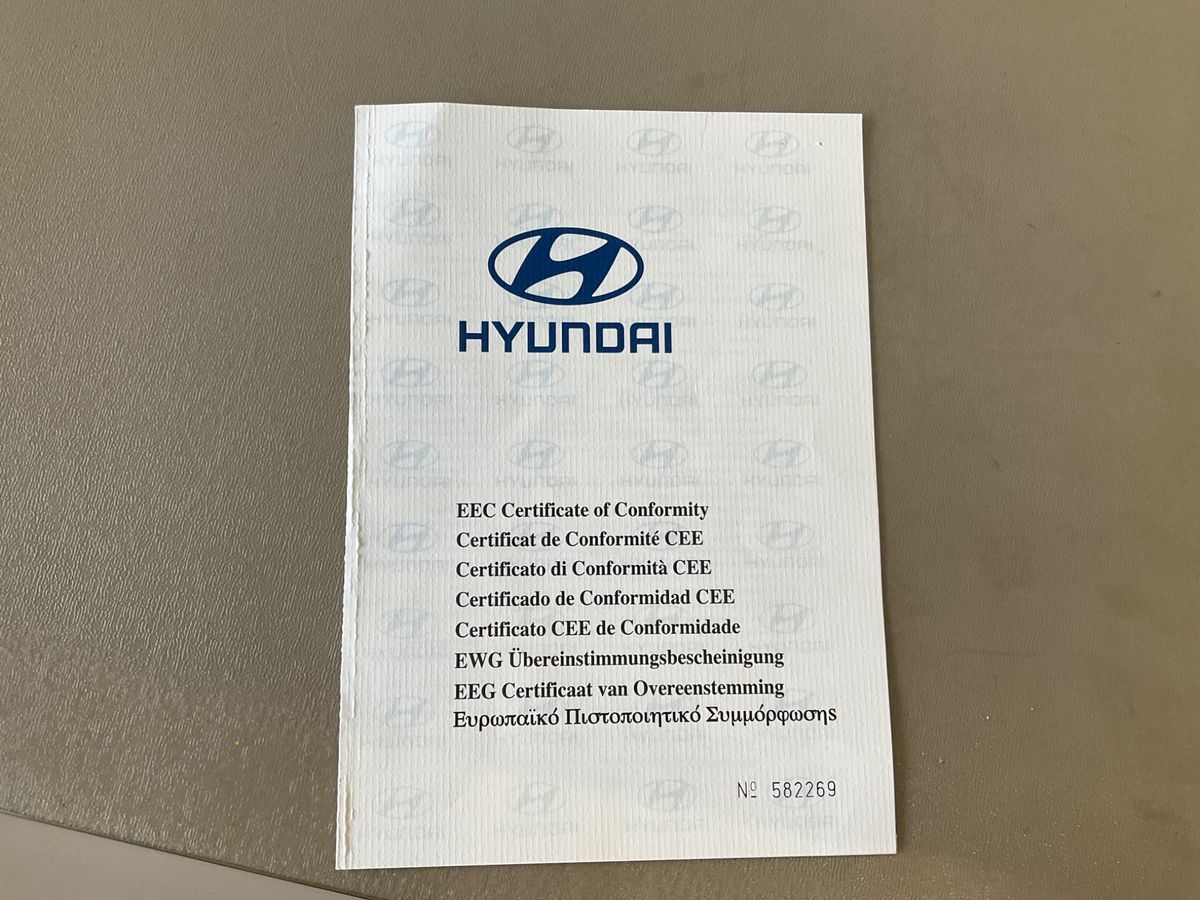 HYUNDAI
EEC Certificate of Conformity
Certificat de Conformité CEE
Certificato di Conformità CEE
Certificado de Conformidad CEE
Certificato CEE de Conformidade
EWG Übereinstimmungsbescheinigung
EEG Certificaat van Overeenstemming
Ευρωπαϊκό Πιστοποιητικό Συμμόρφωσης
Nº 582269